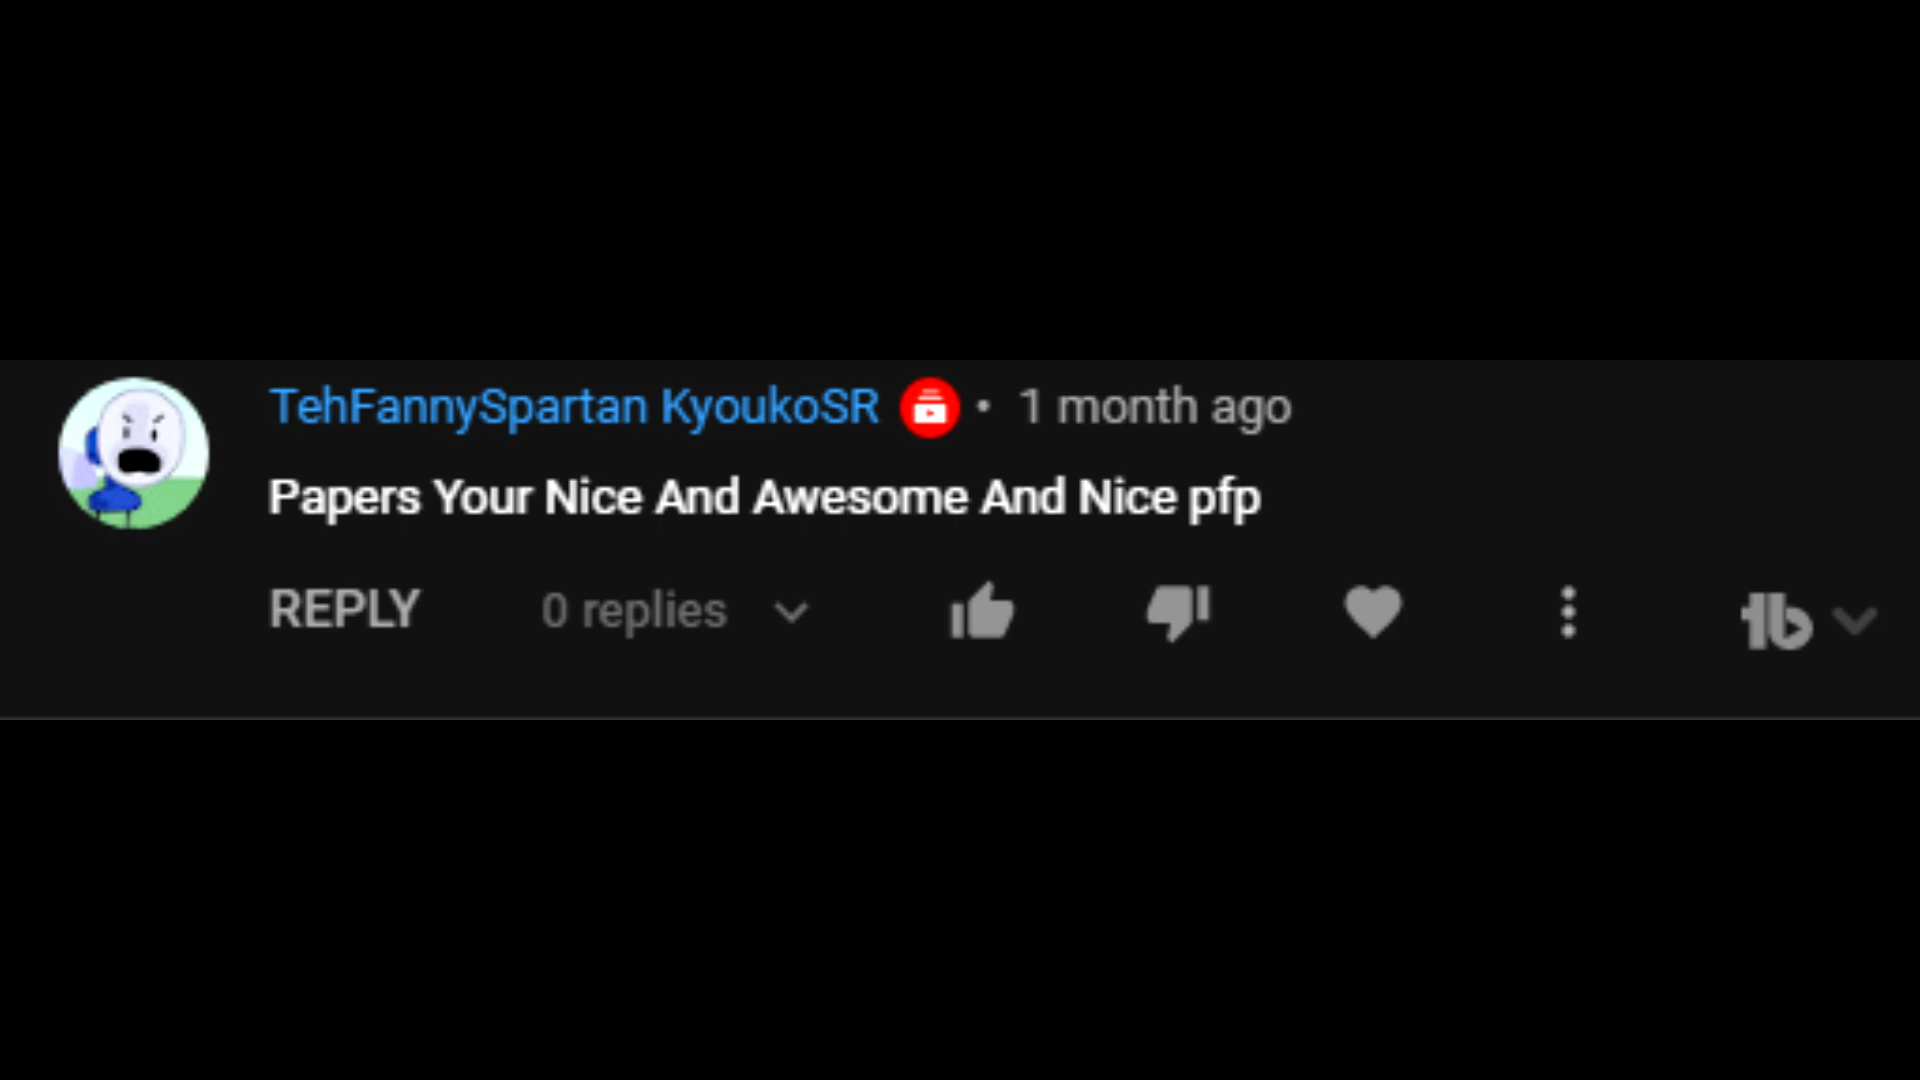 TehFannySpartan KyoukoSR • 1 month ago
Papers Your Nice And Awesome And Nice pfp
REPLY 0 replies